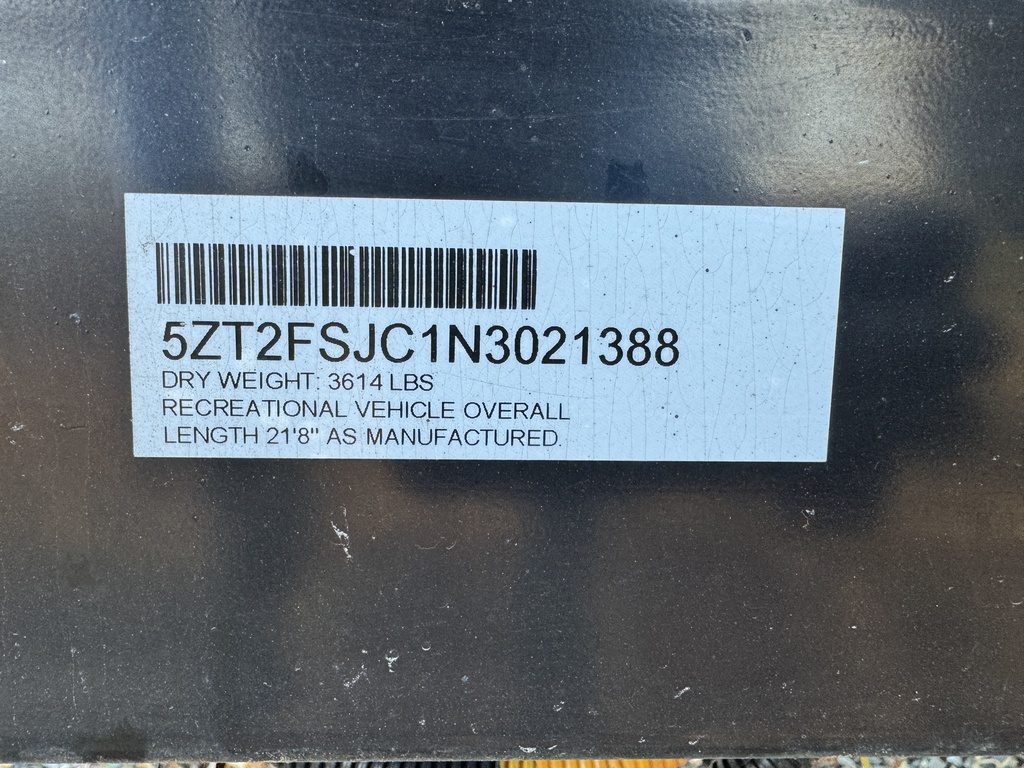 5ZT2FSJC1N3021388
DRY WEIGHT: 3614 LBS
RECREATIONAL VEHICLE OVERALL
LENGTH 21'8" AS MANUFACTURED.